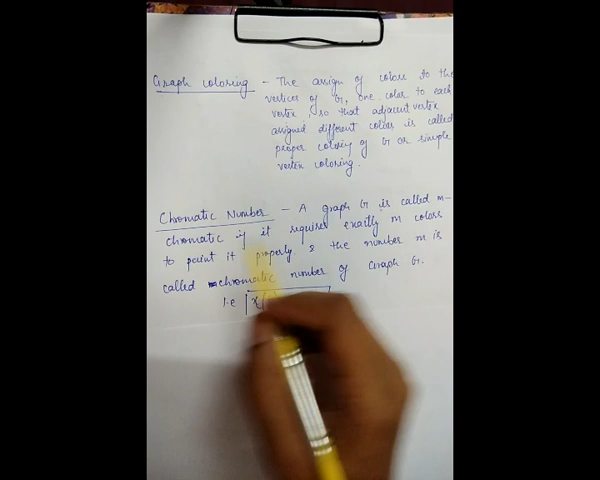 Graph coloring - The assign of colors to the
vertices of G, one color to each
vertex, so that adjacent vertex
assigned different colors is called
proper coloring of G or simple
vertex coloring.
Chromatic Number - A graph G is called m-
chromatic if it requires exactly m colors
to paint it properly & the number m is
called chromatic number of Graph G.
i.e